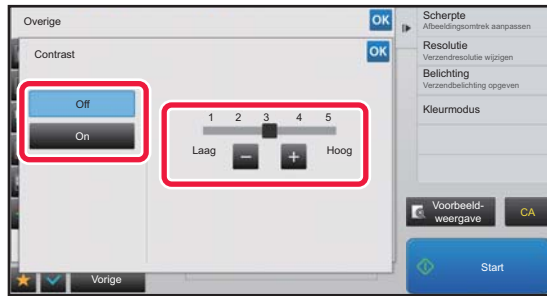 Overige
OK
Contrast
OK
Off
On
1 2 3 4 5
Laag
Hoog
Vorige
Scherpte
Afbeeldingsomtrek aanpassen
Resolutie
Verzendresolutie wijzigen
Belichting
Verzendbelichting opgeven
Kleurmodus
Voorbeeld-
weergave
CA
Start